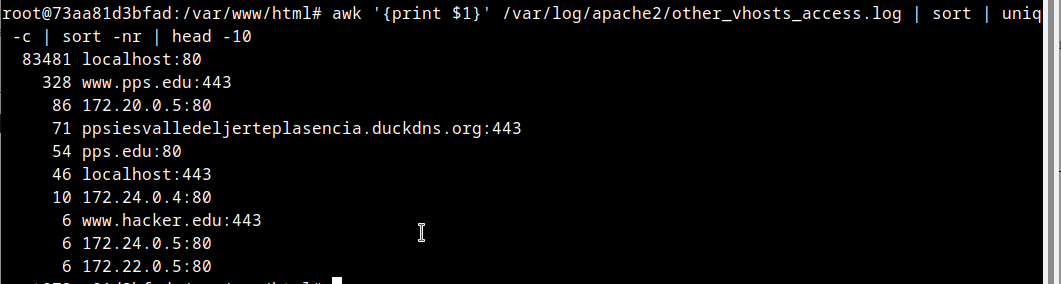 root@73aa81d3bfad:/var/www/html# awk '{print $1}' /var/log/apache2/other_vhosts_access.log | sort | uniq
-c | sort -nr | head -10
83481 localhost:80
328 www.pps.edu:443
86 172.20.0.5:80
71 ppsiesvalledeljerteplasencia.duckdns.org:443
54 pps.edu:80
46 localhost:443
10 172.24.0.4:80
6 www.hacker.edu:443
6 172.24.0.5:80
6 172.22.0.5:80